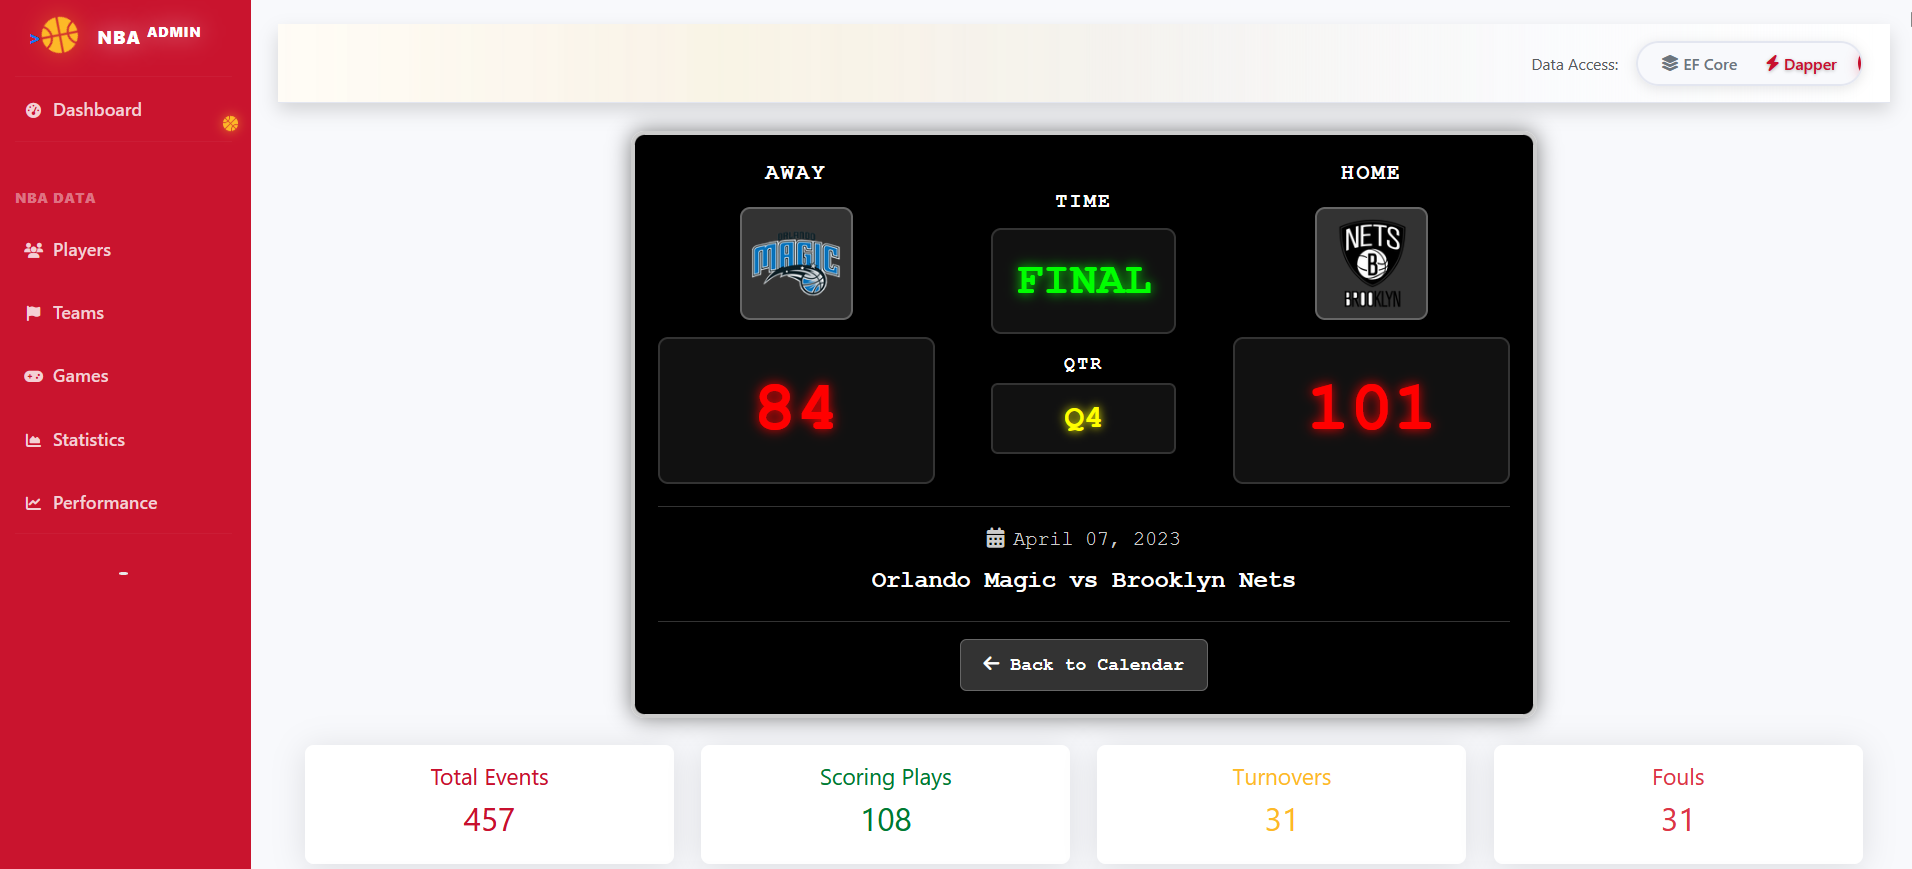 > NBA ADMIN
Dashboard
NBA DATA
Players
Teams
Games
Statistics
Performance
Data Access: EF Core Dapper
AWAY
ORLANDO
MAGIC
84
TIME
FINAL
QTR
Q4
HOME
NETS
B
BROOKLYN
101
April 07, 2023
Orlando Magic vs Brooklyn Nets
Back to Calendar
Total Events
457
Scoring Plays
108
Turnovers
31
Fouls
31